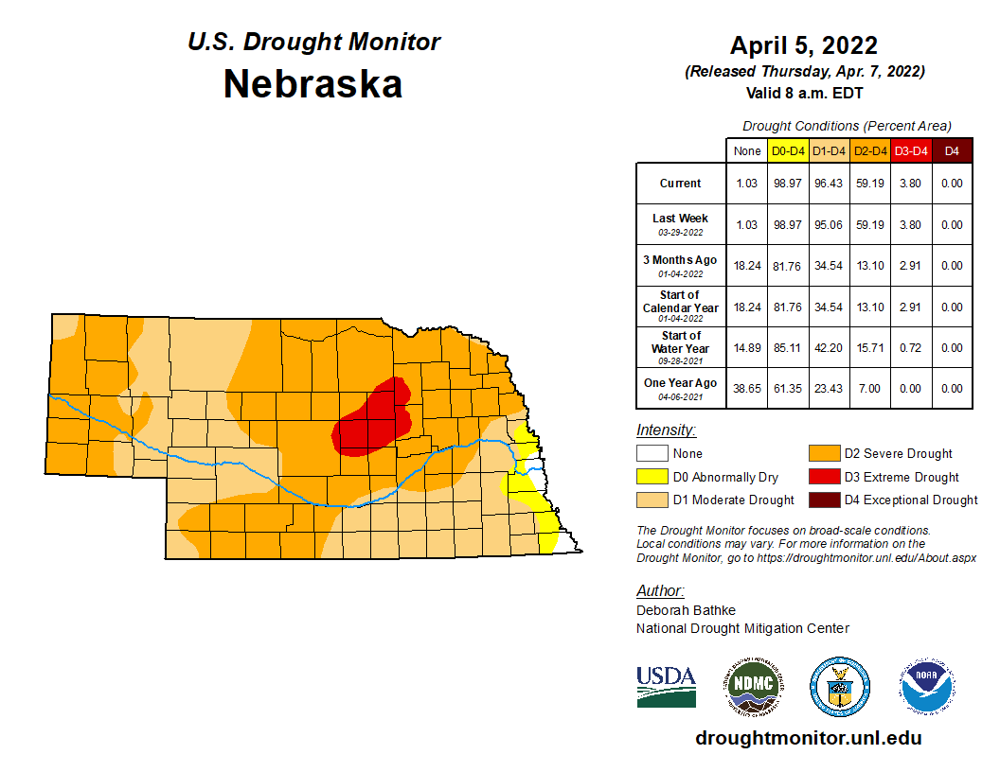 U.S. Drought Monitor
Nebraska
April 5, 2022
(Released Thursday, Apr. 7, 2022)
Valid 8 a.m. EDT
Drought Conditions (Percent Area)
None D0-D4 D1-D4 D2-D4 D3-D4 D4
Current 1.03 98.97 96.43 59.19 3.80 0.00
Last Week
03-29-2022 1.03 98.97 95.06 59.19 3.80 0.00
3 Months Ago
01-04-2022 18.24 81.76 34.54 13.10 2.91 0.00
Start of
Calendar Year
01-04-2022 18.24 81.76 34.54 13.10 2.91 0.00
Start of
Water Year
09-28-2021 14.89 85.11 42.20 15.71 0.72 0.00
One Year Ago
04-06-2021 38.65 61.35 23.43 7.00 0.00 0.00
Intensity:
None
D0 Abnormally Dry
D1 Moderate Drought
D2 Severe Drought
D3 Extreme Drought
D4 Exceptional Drought
The Drought Monitor focuses on broad-scale conditions.
Local conditions may vary. For more information on the
Drought Monitor, go to https://droughtmonitor.unl.edu/About.aspx
Author:
Deborah Bathke
National Drought Mitigation Center
USDA
NDMC
NOAA
droughtmonitor.unl.edu